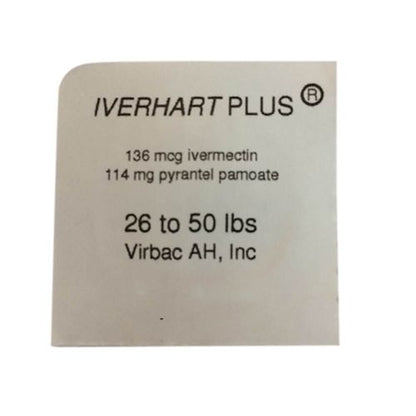 IVERHART PLUS®
136 mcg ivermectin
114 mg pyrantel pamoate
26 to 50 lbs
Virbac AH, Inc